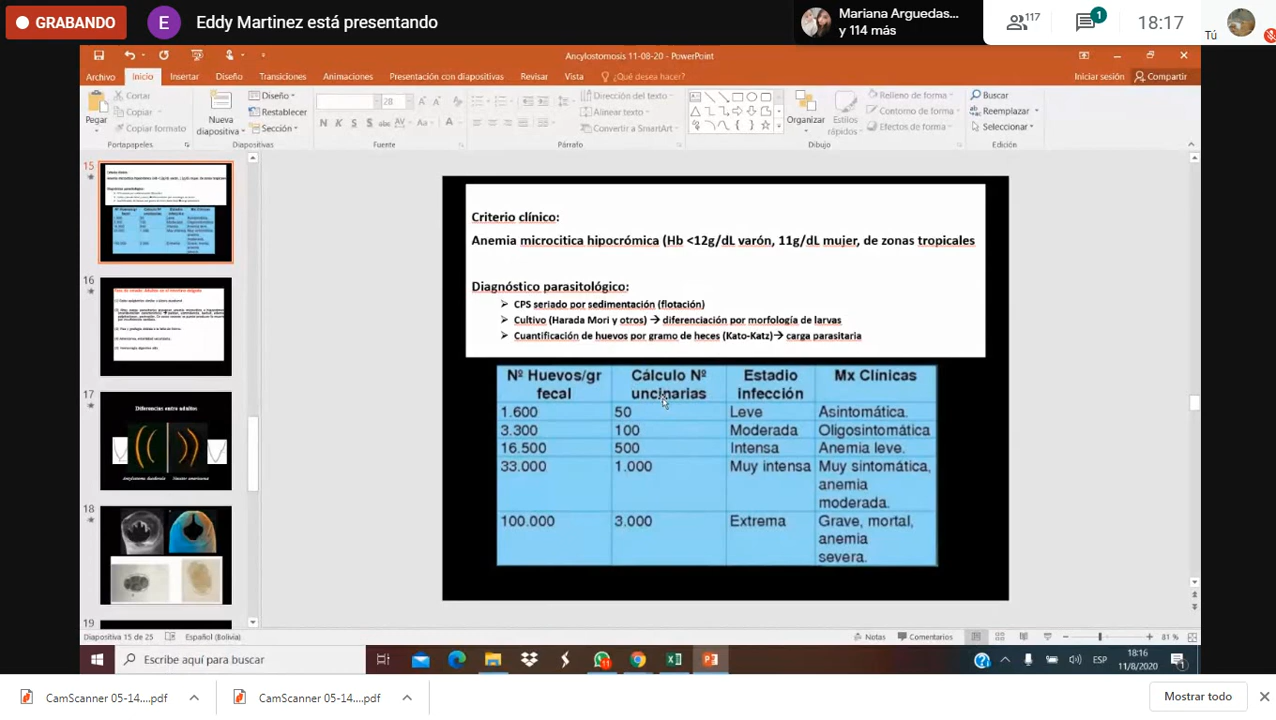 GRABANDO
E
Eddy Martinez está presentando
Mariana Arguedas...
y 114 más
117
1
18:17
Tú
Ancylostomosis 11-08-20 - PowerPoint
Archivo Inicio Insertar Diseño Transiciones Animaciones Presentación con diapositivas Revisar Vista ¿Qué desea hacer? Iniciar sesión Compartir
Pegar
Cortar
Copiar
Copiar formato
Portapapeles
Nueva
diapositiva
Diseño
Restablecer
Sección
Diapositivas
28
N K S S abc AV Aa A
Fuente
Dirección del texto
Alinear texto
Convertir a SmartArt
Párrafo
Organizar
Estilos
rápidos
Relleno de forma
Contorno de forma
Efectos de forma
Dibujo
Buscar
Reemplazar
Seleccionar
Edición
15
16
17
Diferencias entre adultos
18
19
Criterio clínico:
Anemia microcitica hipocrómica (Hb <12g/dL varón, 11g/dL mujer, de zonas tropicales
Diagnóstico parasitológico:
➢ CPS seriado por sedimentación (flotación)
➢ Cultivo (Harada Mori y otros) → diferenciación por morfología de larvas
➢ Cuantificación de huevos por gramo de heces (Kato-Katz)→ carga parasitaria
Nº Huevos/gr fecal Cálculo Nº uncinarias Estadio infección Mx Clínicas
1.600 50 Leve Asintomática.
3.300 100 Moderada Oligosintomática
16.500 500 Intensa Anemia leve.
33.000 1.000 Muy intensa Muy sintomática,
anemia
moderada.
100.000 3.000 Extrema Grave, mortal,
anemia
severa.
Diapositiva 15 de 25 Español (Bolivia) Notas Comentarios 81 %
Escribe aquí para buscar
11
ESP
18:16
11/8/2020
1
CamScanner 05-14....pdf CamScanner 05-14....pdf Mostrar todo